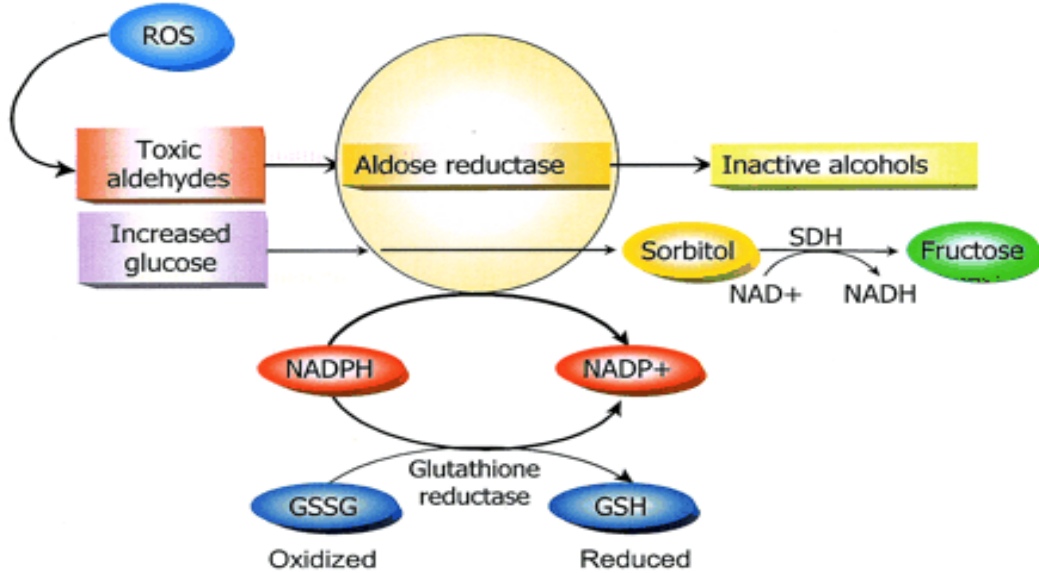 ROS
Toxic
aldehydes
Aldose reductase
Inactive alcohols
Increased
glucose
Sorbitol
SDH
Fructose
NAD+
NADH
NADPH
NADP+
Glutathione
reductase
GSSG
GSH
Oxidized
Reduced